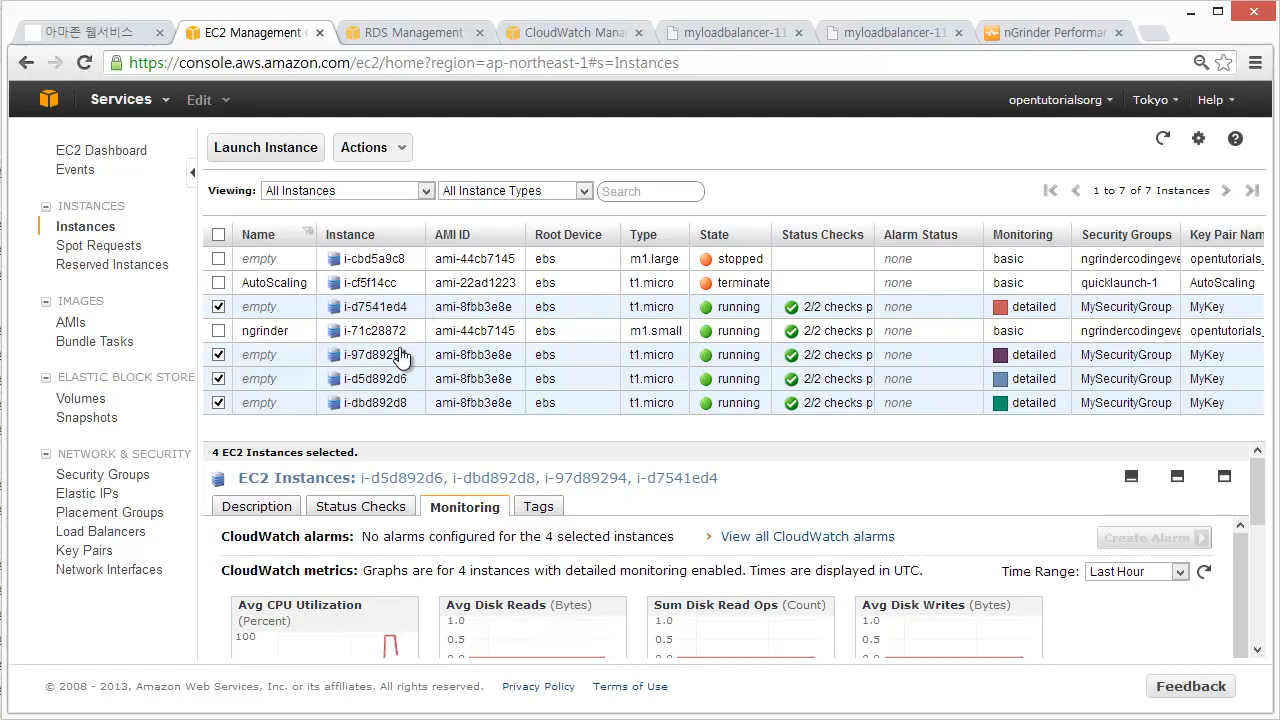 아마존 웹서비스
EC2 Management
RDS Management
CloudWatch Mana
myloadbalancer-11
myloadbalancer-11
nGrinder Performan
https://console.aws.amazon.com/ec2/home?region=ap-northeast-1#s=Instances
Services Edit opentutorialsorg Tokyo Help
EC2 Dashboard
Events
INSTANCES
Instances
Spot Requests
Reserved Instances
IMAGES
AMIs
Bundle Tasks
ELASTIC BLOCK STORE
Volumes
Snapshots
NETWORK & SECURITY
Security Groups
Elastic IPs
Placement Groups
Load Balancers
Key Pairs
Network Interfaces
Launch Instance Actions
Viewing: All Instances All Instance Types Search 1 to 7 of 7 Instances
Name Instance AMI ID Root Device Type State Status Checks Alarm Status Monitoring Security Groups Key Pair Nam
empty i-cbd5a9c8 ami-44cb7145 ebs m1.large stopped none basic ngrindercodingeve opentutorials_
AutoScaling i-cf5f14cc ami-22ad1223 ebs t1.micro terminate none basic quicklaunch-1 AutoScaling
empty i-d7541ed4 ami-8fbb3e8e ebs t1.micro running 2/2 checks p none detailed MySecurityGroup MyKey
ngrinder i-71c28872 ami-44cb7145 ebs m1.small running 2/2 checks p none basic ngrindercodingeve opentutorials_
empty i-97d89294 ami-8fbb3e8e ebs t1.micro running 2/2 checks p none detailed MySecurityGroup MyKey
empty i-d5d892d6 ami-8fbb3e8e ebs t1.micro running 2/2 checks p none detailed MySecurityGroup MyKey
empty i-dbd892d8 ami-8fbb3e8e ebs t1.micro running 2/2 checks p none detailed MySecurityGroup MyKey
4 EC2 Instances selected.
EC2 Instances: i-d5d892d6, i-dbd892d8, i-97d89294, i-d7541ed4
Description Status Checks Monitoring Tags
CloudWatch alarms: No alarms configured for the 4 selected instances › View all CloudWatch alarms Create Alarm
CloudWatch metrics: Graphs are for 4 instances with detailed monitoring enabled. Times are displayed in UTC. Time Range: Last Hour
Avg CPU Utilization
(Percent)
100
Avg Disk Reads (Bytes)
1.0
0.5
0.0
Sum Disk Read Ops (Count)
1.0
0.5
0.0
Avg Disk Writes (Bytes)
1.0
0.5
0.0
© 2008 - 2013, Amazon Web Services, Inc. or its affiliates. All rights reserved. Privacy Policy Terms of Use Feedback